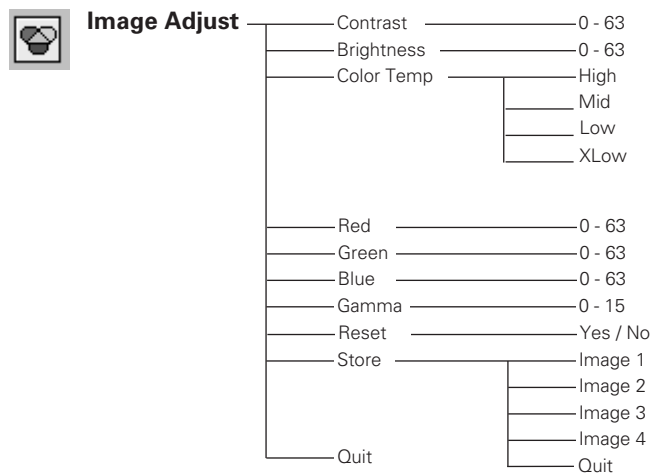 Image Adjust
Contrast 0 - 63
Brightness 0 - 63
Color Temp High
Mid
Low
XLow
Red 0 - 63
Green 0 - 63
Blue 0 - 63
Gamma 0 - 15
Reset Yes / No
Store Image 1
Image 2
Image 3
Image 4
Quit Quit